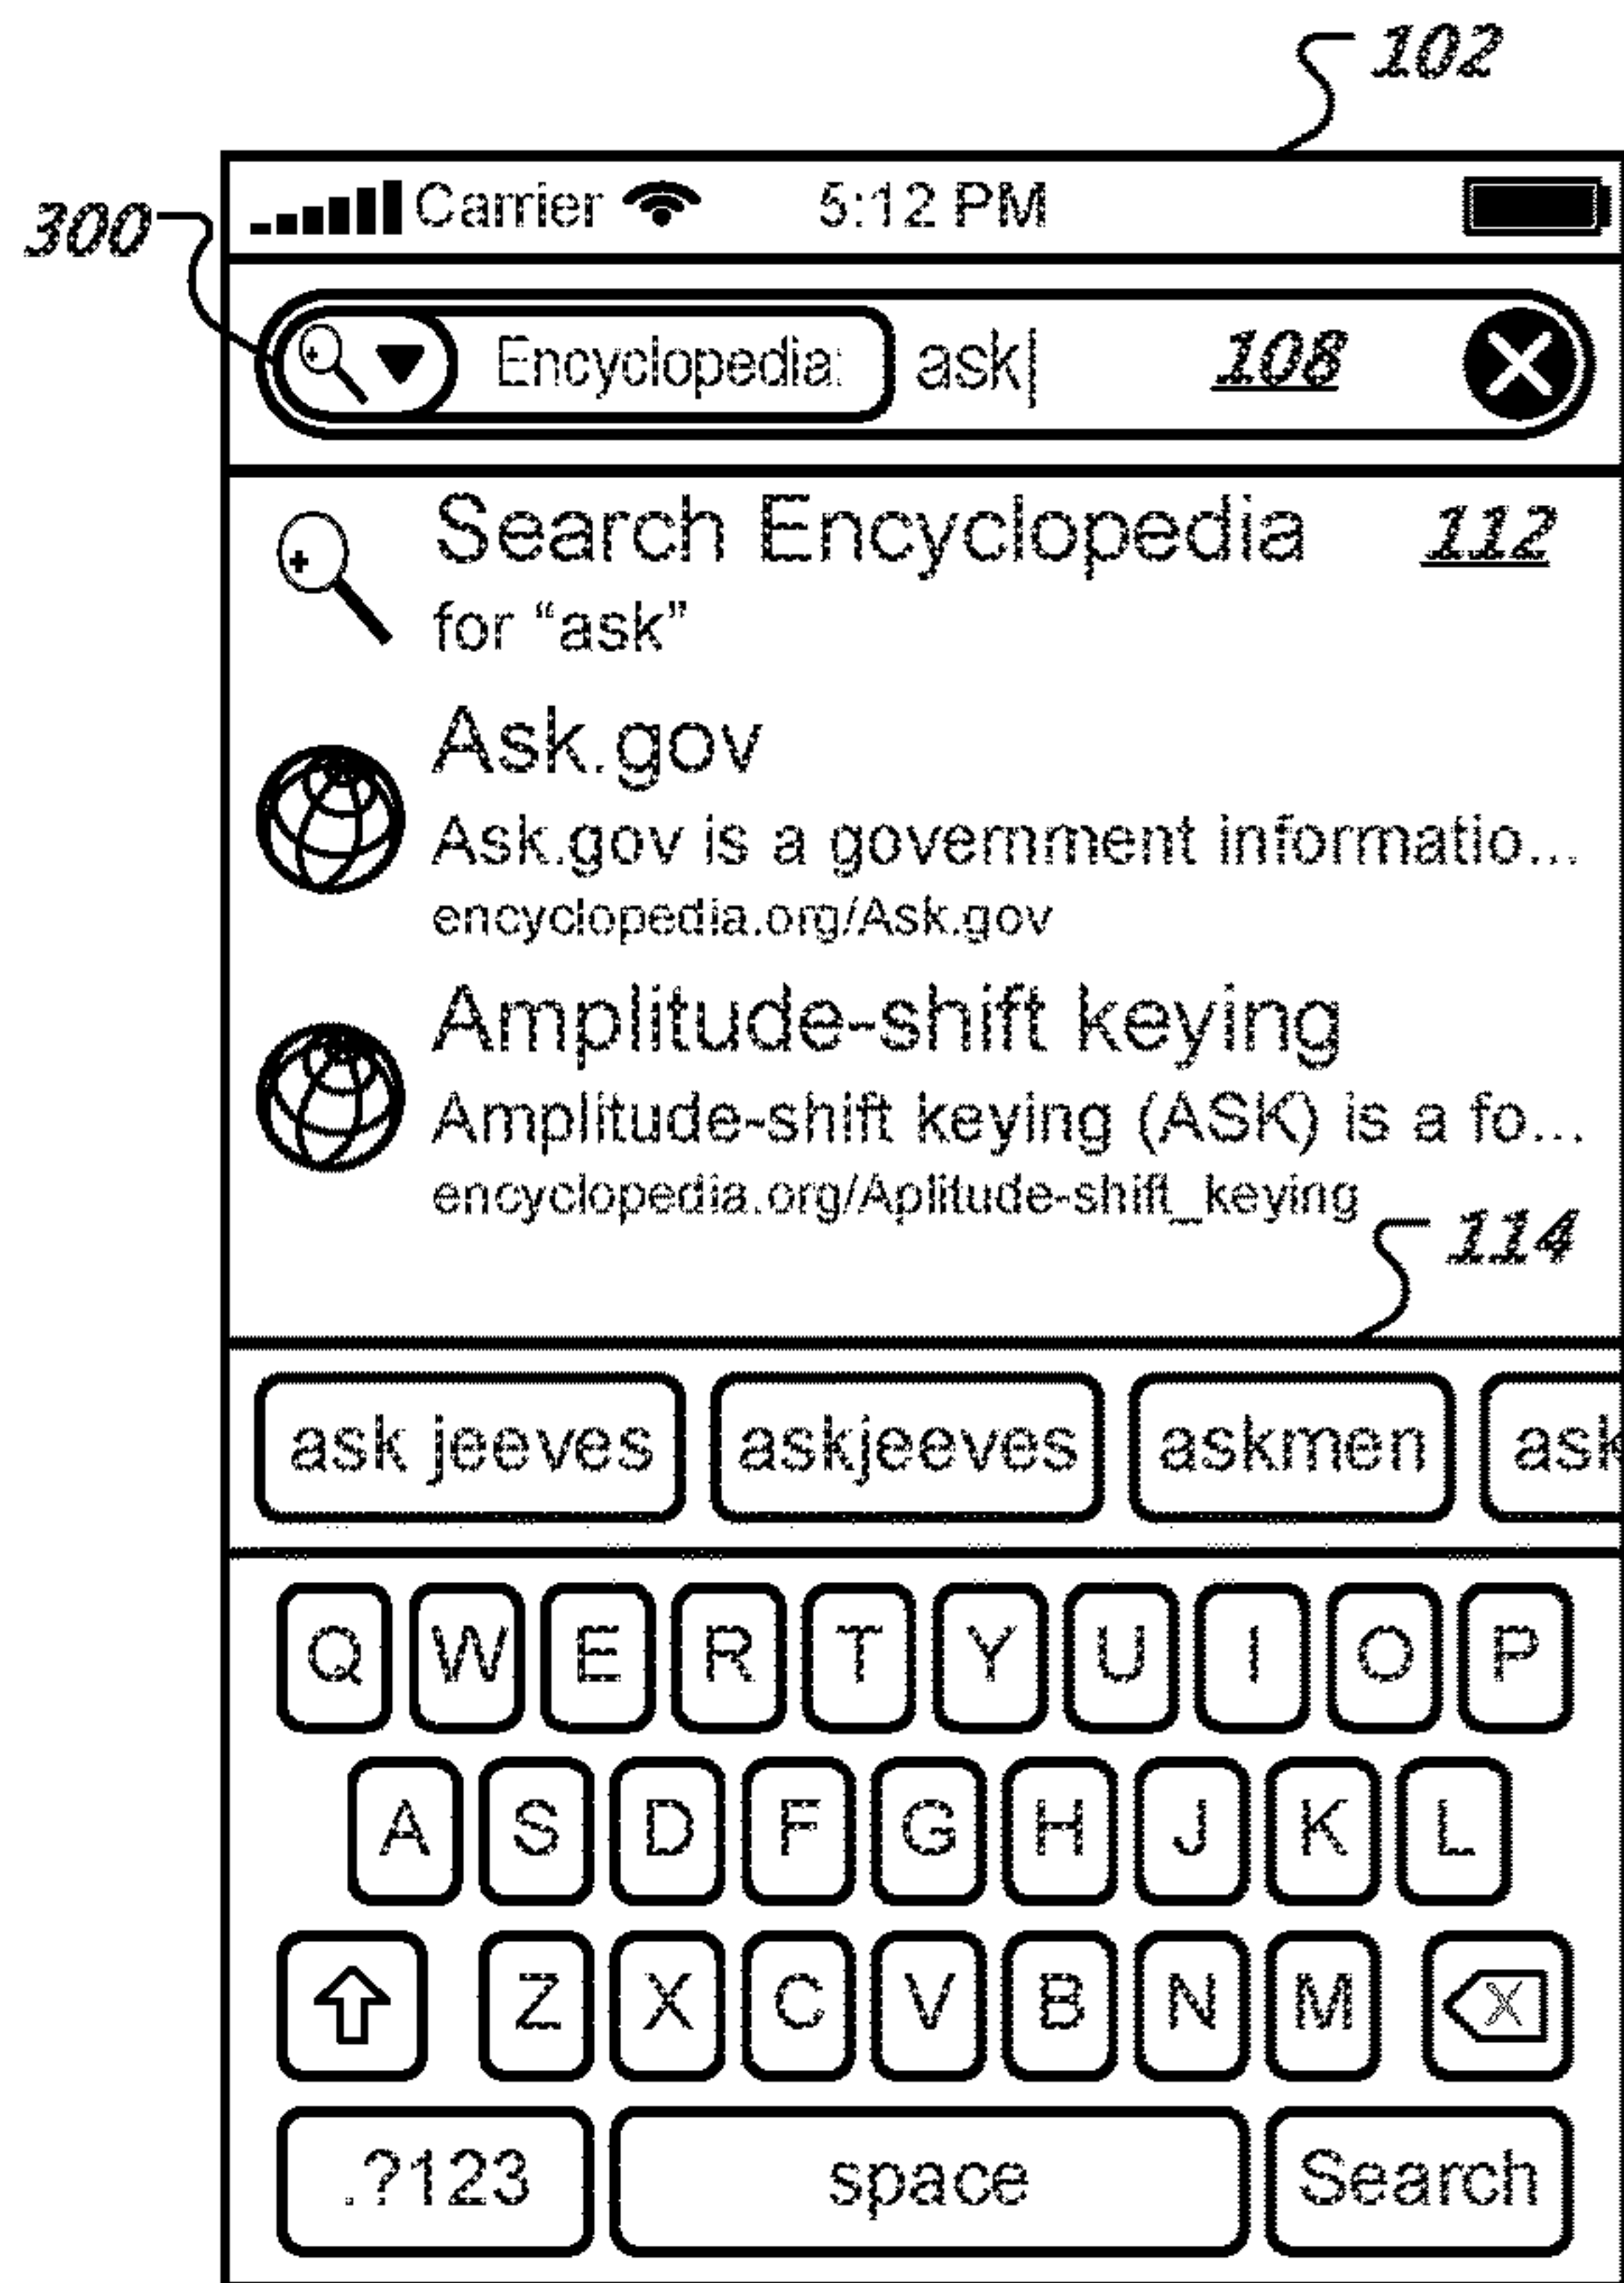 102
300
Carrier 5:12 PM
Encyclopedia: ask 108
Search Encyclopedia 112
for “ask”
Ask.gov
Ask.gov is a government informatio...
encyclopedia.org/Ask.gov
Amplitude-shift keying
Amplitude-shift keying (ASK) is a fo...
encyclopedia.org/Aplitude-shift_keying
114
ask jeeves askjeeves askmen ask
Q W E R T Y U I O P
A S D F G H J K L
Z X C V B N M X
.?123 space Search